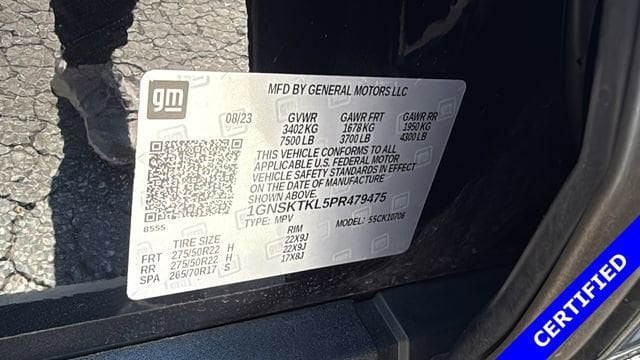 gm
MFD BY GENERAL MOTORS LLC
08/23 GVWR GAWR FRT GAWR RR
3402 KG 1678 KG 1950 KG
7500 LB 3700 LB 4300 LB
THIS VEHICLE CONFORMS TO ALL
APPLICABLE U.S. FEDERAL MOTOR
VEHICLE SAFETY STANDARDS IN EFFECT
ON THE DATE OF MANUFACTURE
SHOWN ABOVE.
1GNSKTKL5PR479475
8555 TYPE: MPV MODEL: 55CK10706
TIRE SIZE RIM
FRT 275/50R22 H 22X9J
RR 275/50R22 H 22X9J
SPA 265/70R17 S 17X8J
CERTIFIED